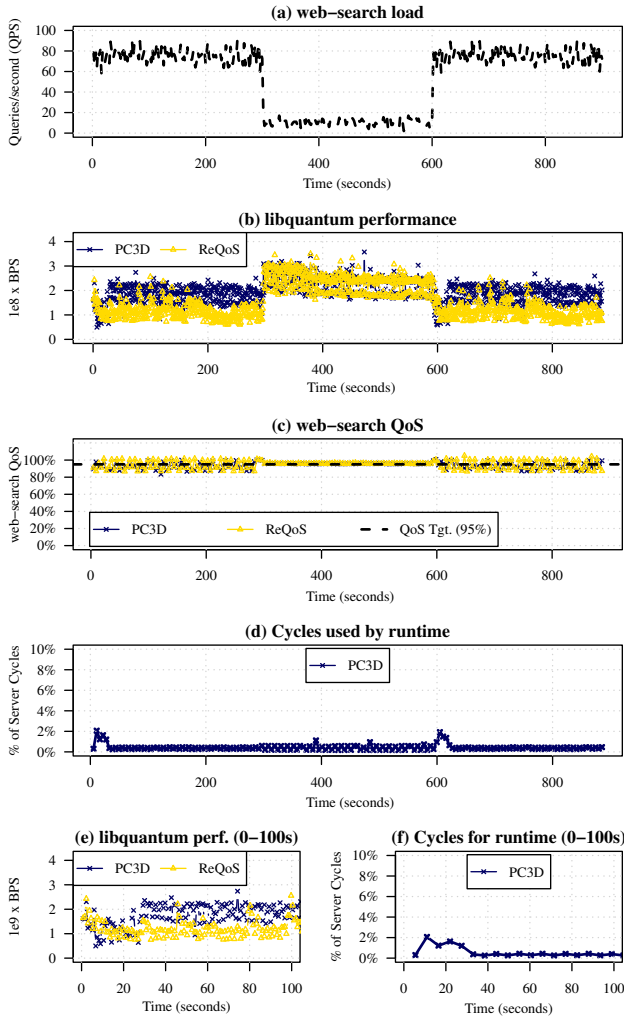 (a) web−search load
Queries/second (QPS)
100
80
60
40
20
0
0 200 400 600 800
Time (seconds)
(b) libquantum performance
PC3D ReQoS
1e8 x BPS
4
3
2
1
0
0 200 400 600 800
Time (seconds)
(c) web−search QoS
web−search QoS
100%
80%
60%
40%
20%
0%
PC3D ReQoS QoS Tgt. (95%)
0 200 400 600 800
Time (seconds)
(d) Cycles used by runtime
% of Server Cycles
10%
8%
6%
4%
2%
0%
PC3D
0 200 400 600 800
Time (seconds)
(e) libquantum perf. (0−100s)
PC3D ReQoS
1e9 x BPS
4
3
2
1
0
0 20 40 60 80 100
Time (seconds)
(f) Cycles for runtime (0−100s)
% of Server Cycles
10%
8%
6%
4%
2%
0%
PC3D
0 20 40 60 80 100
Time (seconds)